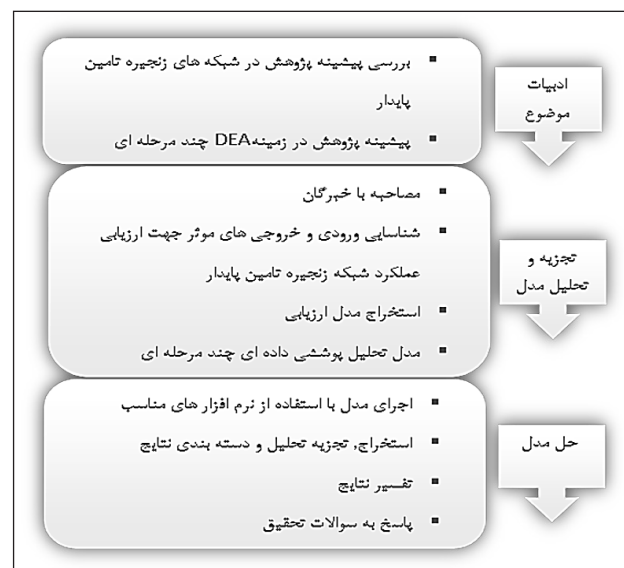 ادبیات
موضوع
بررسی پیشینه پژوهش در شبکه های زنجیره تامین
پایدار
پیشینه پژوهش در زمینهDEA چند مرحله ای
تجزیه و
تحلیل مدل
مصاحبه با خبرگان
شناسایی ورودی و خروجی های موثر جهت ارزیابی
عملکرد شبکه زنجیره تامین پایدار
استخراج مدل ارزیابی
مدل تحلیل پوششی داده ای چند مرحله ای
حل مدل
اجرای مدل با استفاده از نرم افزار های مناسب
استخراج, تجزیه تحلیل و دسته بندی نتایج
تفسیر نتایج
پاسخ به سوالات تحقیق